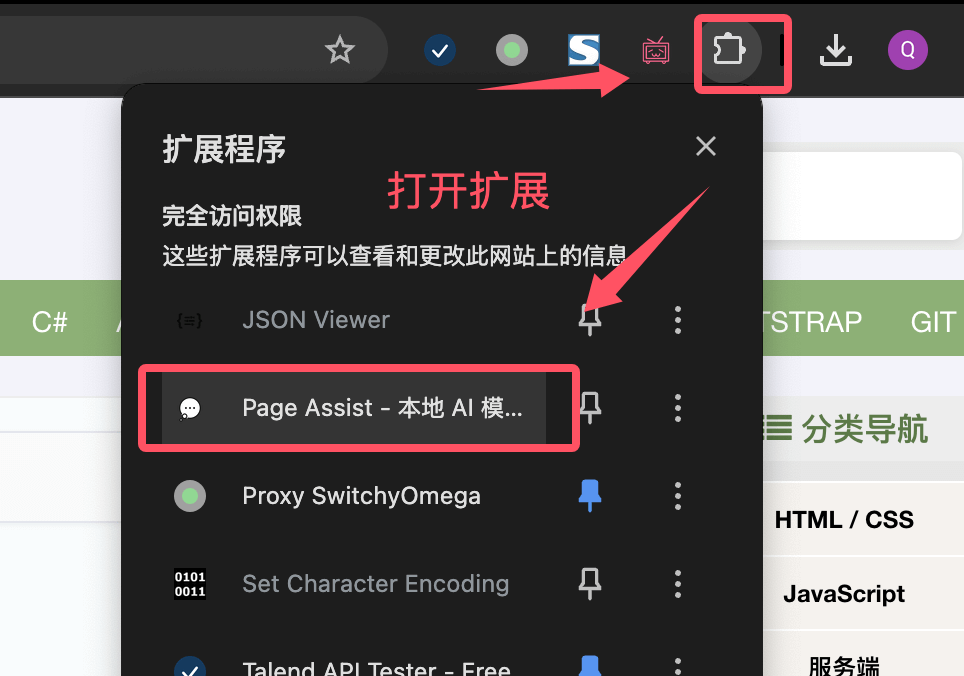 Q
扩展程序
打开扩展
完全访问权限
这些扩展程序可以查看和更改此网站上的信息
C#
{≡} JSON Viewer
TSTRAP
GIT
Page Assist - 本地 AI 模...
分类导航
Proxy SwitchyOmega
HTML / CSS
0101
0011
Set Character Encoding
JavaScript
Talend API Tester - Free
服务端